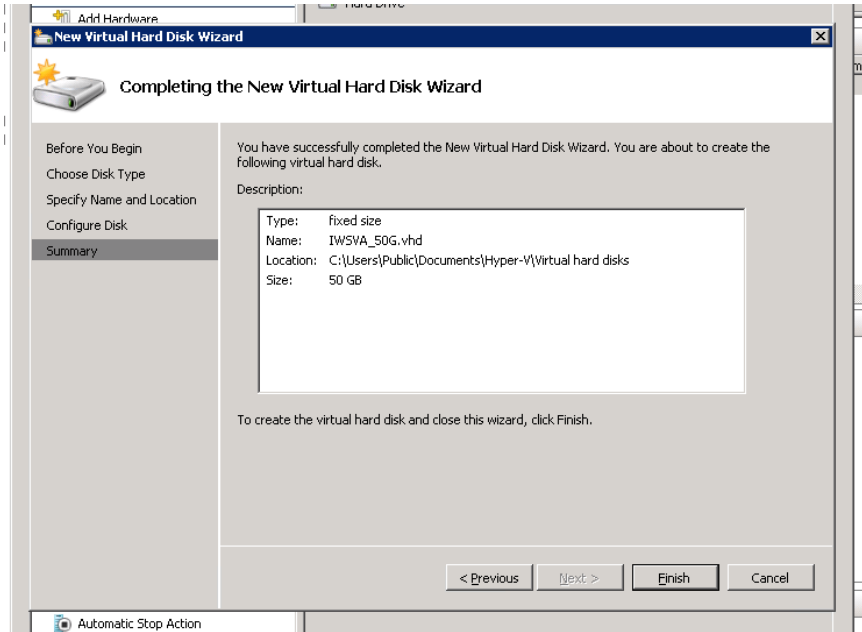 Add Hardware
Hard Drive
New Virtual Hard Disk Wizard
Completing the New Virtual Hard Disk Wizard
Before You Begin
Choose Disk Type
Specify Name and Location
Configure Disk
Summary
You have successfully completed the New Virtual Hard Disk Wizard. You are about to create the
following virtual hard disk.
Description:
Type: fixed size
Name: IWSVA_50G.vhd
Location: C:\Users\Public\Documents\Hyper-V\Virtual hard disks
Size: 50 GB
To create the virtual hard disk and close this wizard, click Finish.
< Previous Next > Finish Cancel
Automatic Stop Action